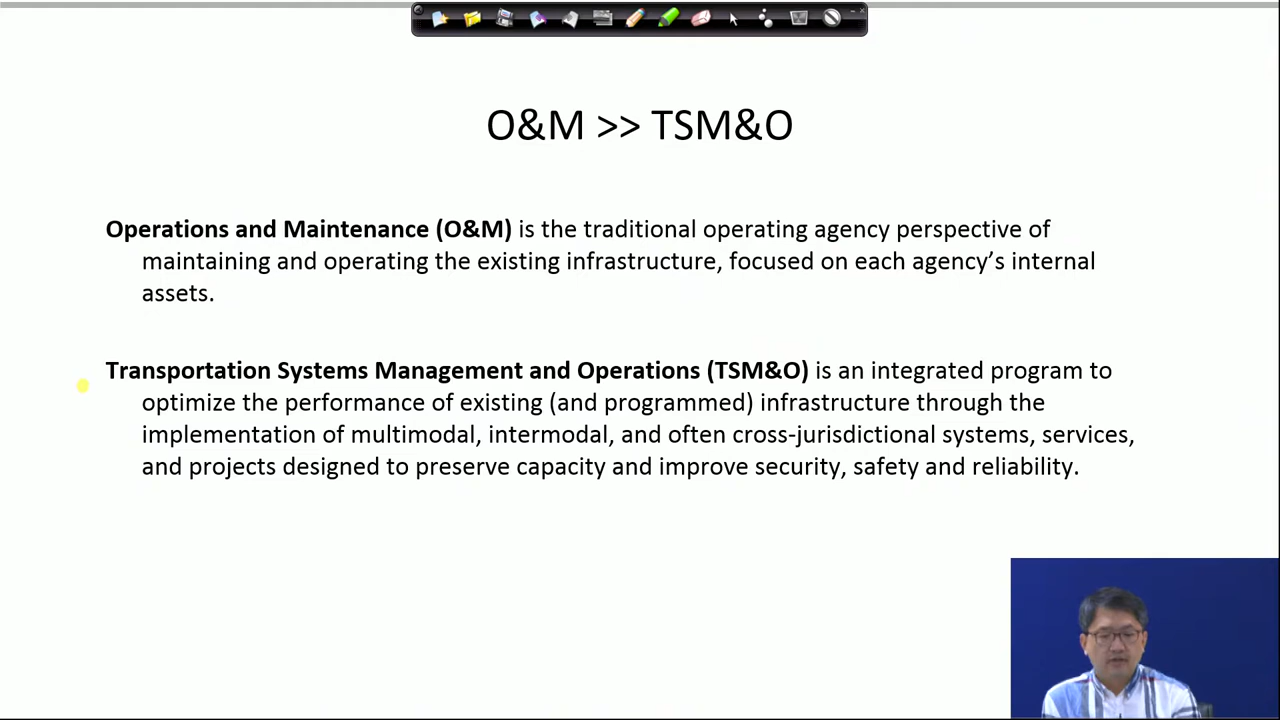 O&M >> TSM&O
Operations and Maintenance (O&M) is the traditional operating agency perspective of
maintaining and operating the existing infrastructure, focused on each agency’s internal
assets.
Transportation Systems Management and Operations (TSM&O) is an integrated program to
optimize the performance of existing (and programmed) infrastructure through the
implementation of multimodal, intermodal, and often cross-jurisdictional systems, services,
and projects designed to preserve capacity and improve security, safety and reliability.